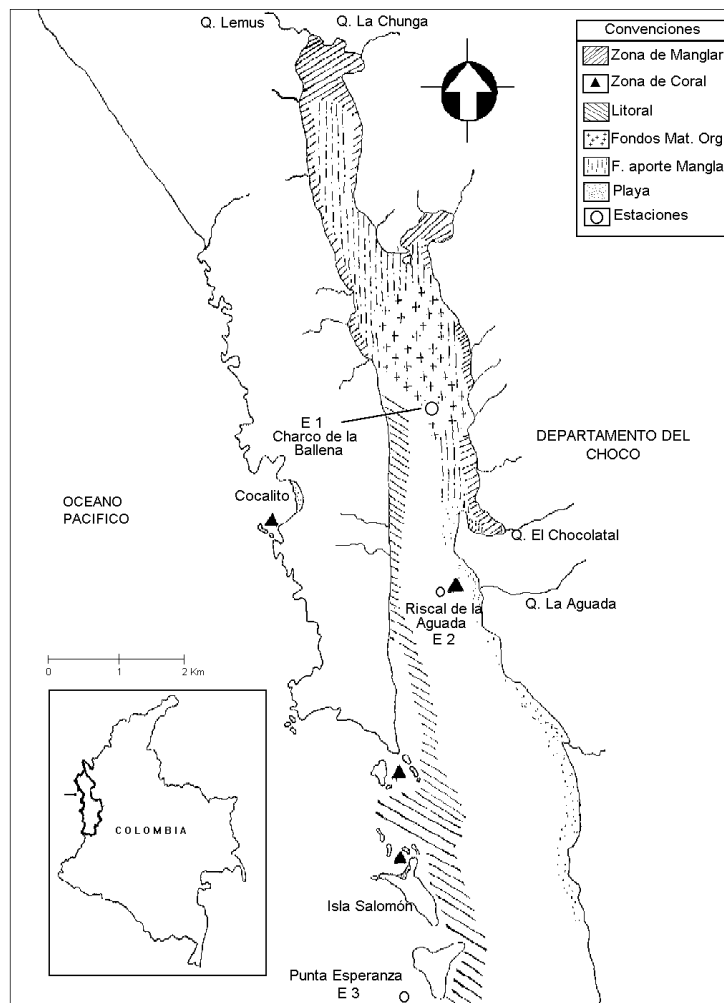 Q. Lemus
Q. La Chunga
Convenciones
Zona de Manglar
Zona de Coral
Litoral
Fondos Mat. Org
F. aporte Mangla
Playa
Estaciones
E 1
Charco de la
Ballena
DEPARTAMENTO DEL
CHOCO
OCEANO
PACIFICO
Cocalito
Q. El Chocolatal
Q. La Aguada
Riscal de la
Aguada
E 2
0 1 2 Km
COLOMBIA
Isla Salomón
Punta Esperanza
E 3